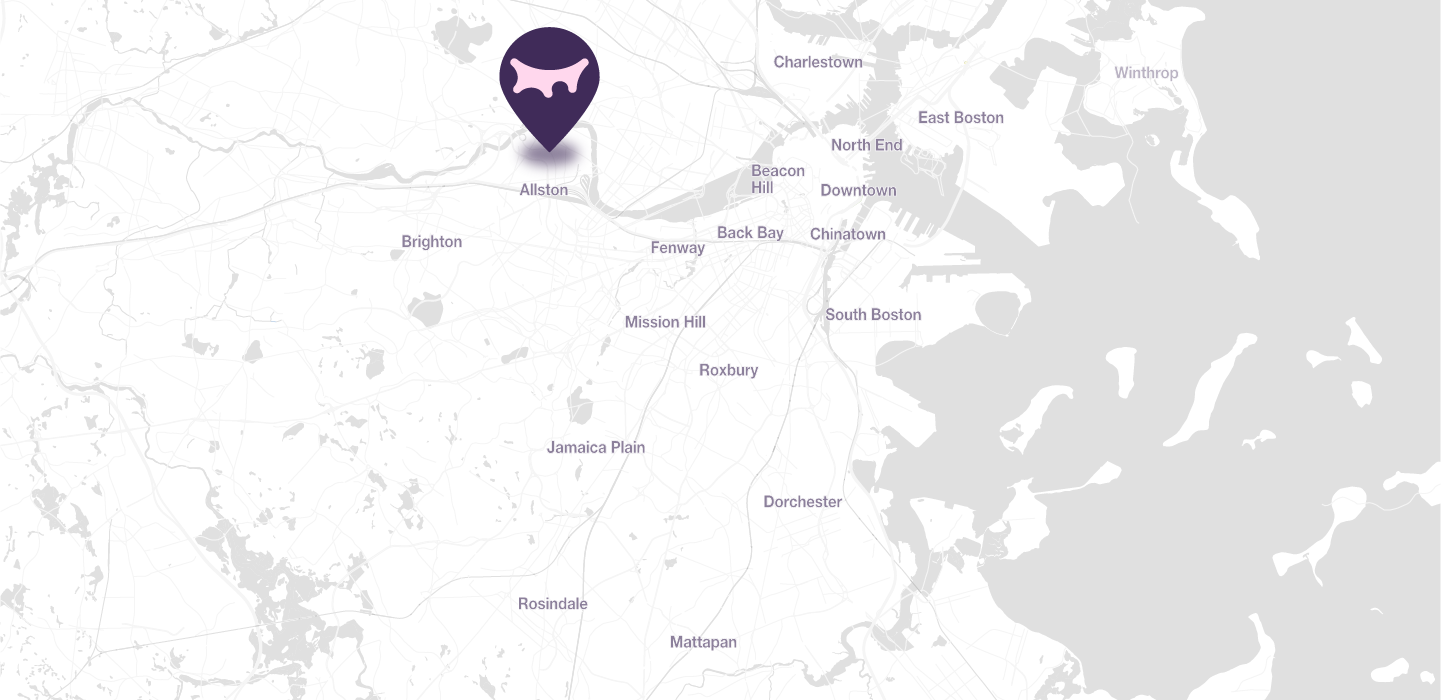 Charlestown
Winthrop
East Boston
North End
Beacon
Hill
Downtown
Allston
Back Bay
Chinatown
Brighton
Fenway
South Boston
Mission Hill
Roxbury
Jamaica Plain
Dorchester
Rosindale
Mattapan